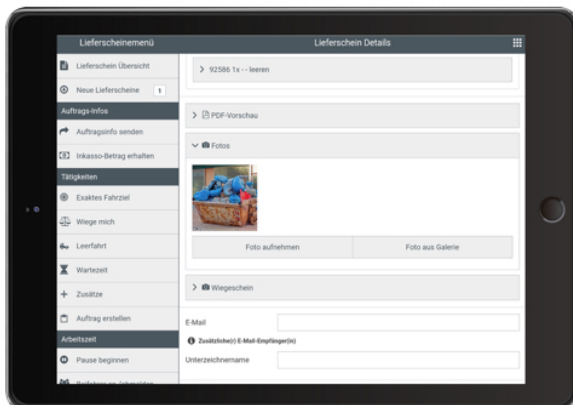 Lieferscheinemenü
Lieferschein Details
Lieferschein Übersicht
Neue Lieferscheine 1
Auftrags-Infos
Auftragsinfo senden
Inkasso-Betrag erhalten
Tätigkeiten
Exaktes Fahrziel
Wiege mich
Leerfahrt
Wartezeit
Zusätze
Auftrag erstellen
Arbeitszeit
Pause beginnen
92586 1x - - leeren
PDF-Vorschau
Fotos
Foto aufnehmen
Foto aus Galerie
Wiegeschein
E-Mail
Zusätzliche(r) E-Mail-Empfänger(in)
Unterzeichnername